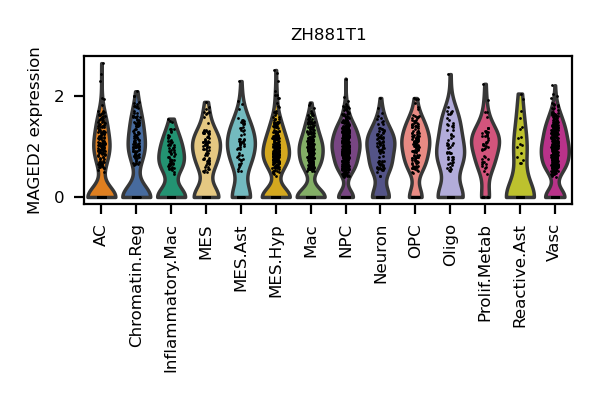 ZH881T1
MAGED2 expression
2
0
AC
Chromatin.Reg
Inflammatory.Mac
MES
MES.Ast
MES.Hyp
Mac
NPC
Neuron
OPC
Oligo
Prolif.Metab
Reactive.Ast
Vasc